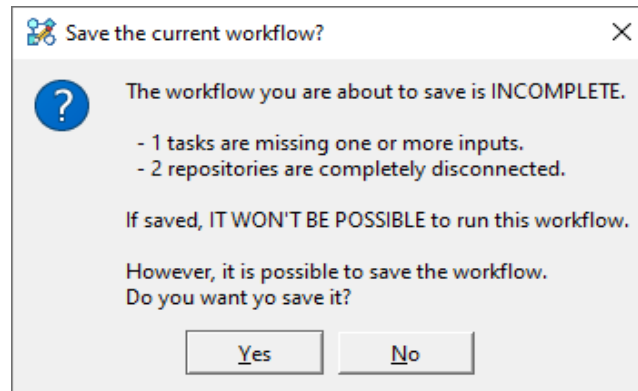 Save the current workflow?
The workflow you are about to save is INCOMPLETE.
- 1 tasks are missing one or more inputs.
- 2 repositories are completely disconnected.
If saved, IT WON'T BE POSSIBLE to run this workflow.
However, it is possible to save the workflow.
Do you want yo save it?
Yes
No